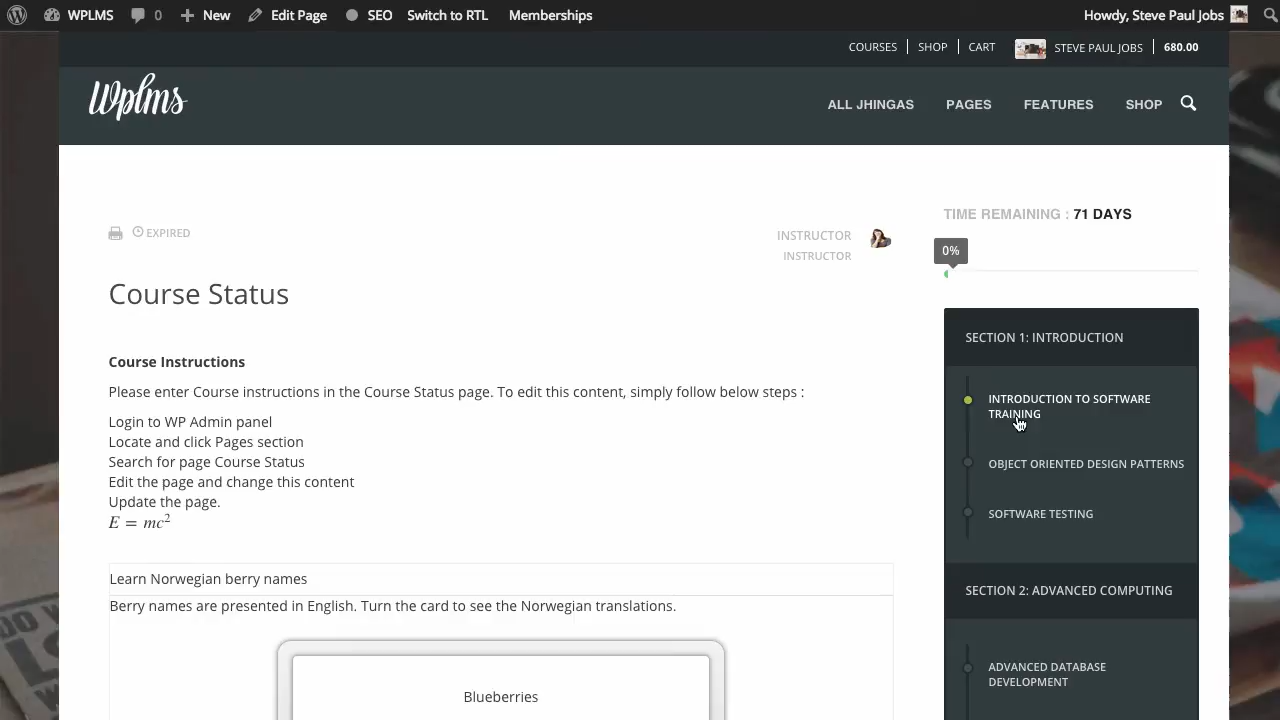 WPLMS 0 New Edit Page SEO Switch to RTL Memberships Howdy, Steve Paul Jobs
COURSES SHOP CART STEVE PAUL JOBS 680.00
Wplms
ALL JHINGAS PAGES FEATURES SHOP
EXPIRED
INSTRUCTOR
INSTRUCTOR
Course Status
Course Instructions
Please enter Course instructions in the Course Status page. To edit this content, simply follow below steps :
Login to WP Admin panel
Locate and click Pages section
Search for page Course Status
Edit the page and change this content
Update the page.
E = mc²
Learn Norwegian berry names
Berry names are presented in English. Turn the card to see the Norwegian translations.
Blueberries
TIME REMAINING : 71 DAYS
0%
SECTION 1: INTRODUCTION
INTRODUCTION TO SOFTWARE
TRAINING
OBJECT ORIENTED DESIGN PATTERNS
SOFTWARE TESTING
SECTION 2: ADVANCED COMPUTING
ADVANCED DATABASE
DEVELOPMENT